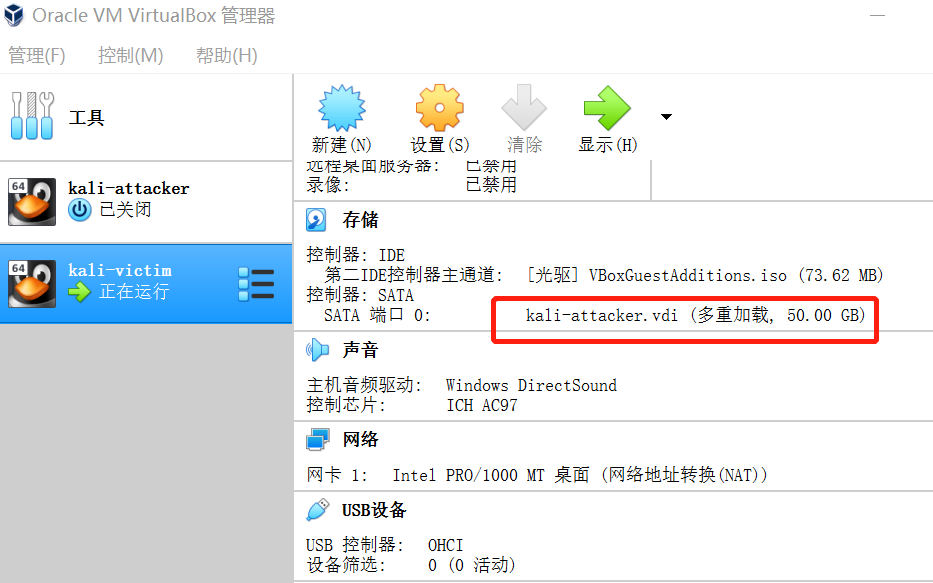 Oracle VM VirtualBox 管理器
管理(F)
控制(M)
帮助(H)
工具
64
kali-attacker
已关闭
64
kali-victim
正在运行
新建(N)
设置(S)
清除
显示(H)
远程桌面服务器: 已禁用
录像: 已禁用
存储
控制器: IDE
第二IDE控制器主通道: [光驱] VBoxGuestAdditions.iso (73.62 MB)
控制器: SATA
SATA 端口 0: kali-attacker.vdi (多重加载, 50.00 GB)
声音
主机音频驱动: Windows DirectSound
控制芯片: ICH AC97
网络
网卡 1: Intel PRO/1000 MT 桌面 (网络地址转换(NAT))
USB设备
USB 控制器: OHCI
设备筛选: 0 (0 活动)